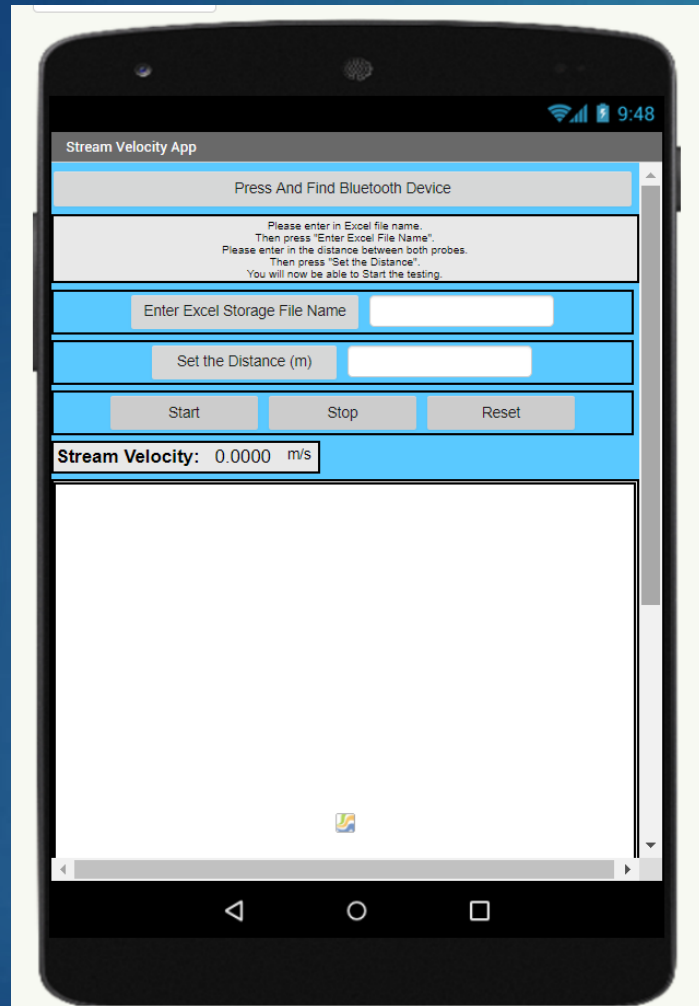 9:48
Stream Velocity App
Press And Find Bluetooth Device
Please enter in Excel file name.
Then press "Enter Excel File Name".
Please enter in the distance between both probes.
Then press "Set the Distance".
You will now be able to Start the testing.
Enter Excel Storage File Name
Set the Distance (m)
Start Stop Reset
Stream Velocity: 0.0000 m/s